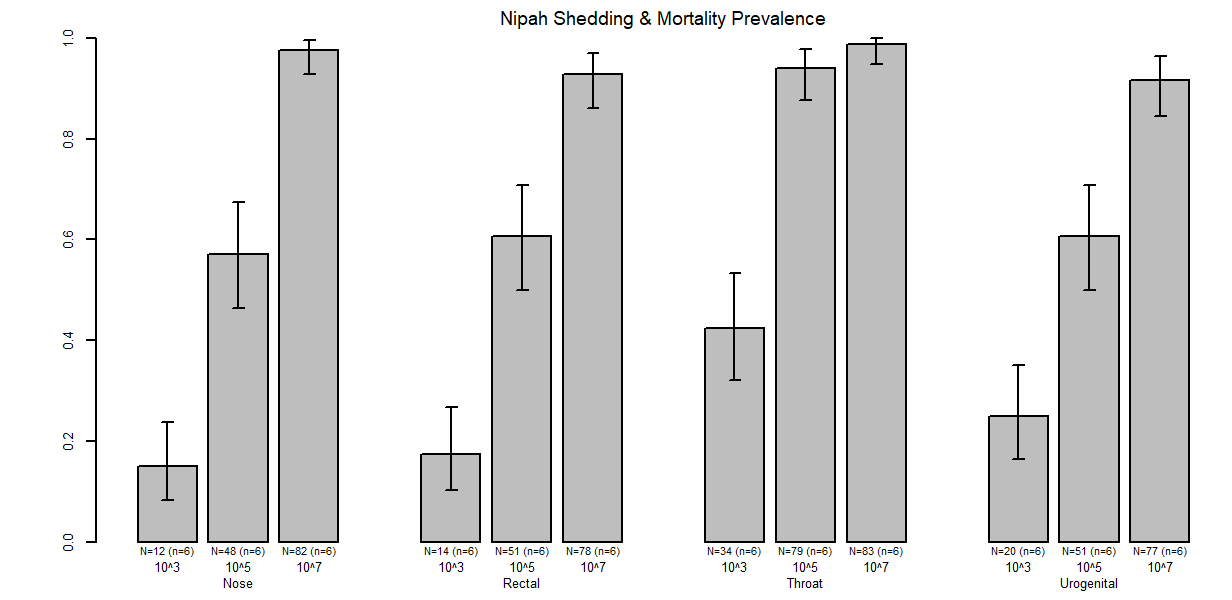 Nipah Shedding & Mortality Prevalence
1.0
0.8
0.6
0.4
0.2
0.0
N=12 (n=6) N=48 (n=6) N=82 (n=6) N=14 (n=6) N=51 (n=6) N=78 (n=6) N=34 (n=6) N=79 (n=6) N=83 (n=6) N=20 (n=6) N=51 (n=6) N=77 (n=6)
10^3 10^5 10^7 10^3 10^5 10^7 10^3 10^5 10^7 10^3 10^5 10^7
Nose Rectal Throat Urogenital